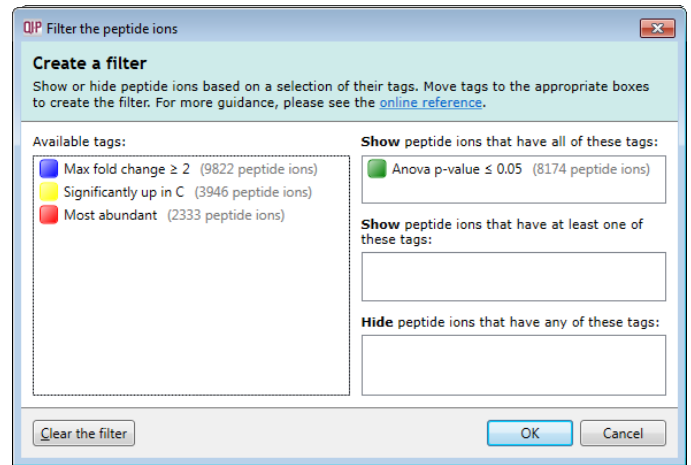 QIP Filter the peptide ions
Create a filter
Show or hide peptide ions based on a selection of their tags. Move tags to the appropriate boxes
to create the filter. For more guidance, please see the online reference.
Available tags:
Max fold change ≥ 2 (9822 peptide ions)
Significantly up in C (3946 peptide ions)
Most abundant (2333 peptide ions)
Show peptide ions that have all of these tags:
Anova p-value ≤ 0.05 (8174 peptide ions)
Show peptide ions that have at least one of
these tags:
Hide peptide ions that have any of these tags:
Clear the filter
OK
Cancel